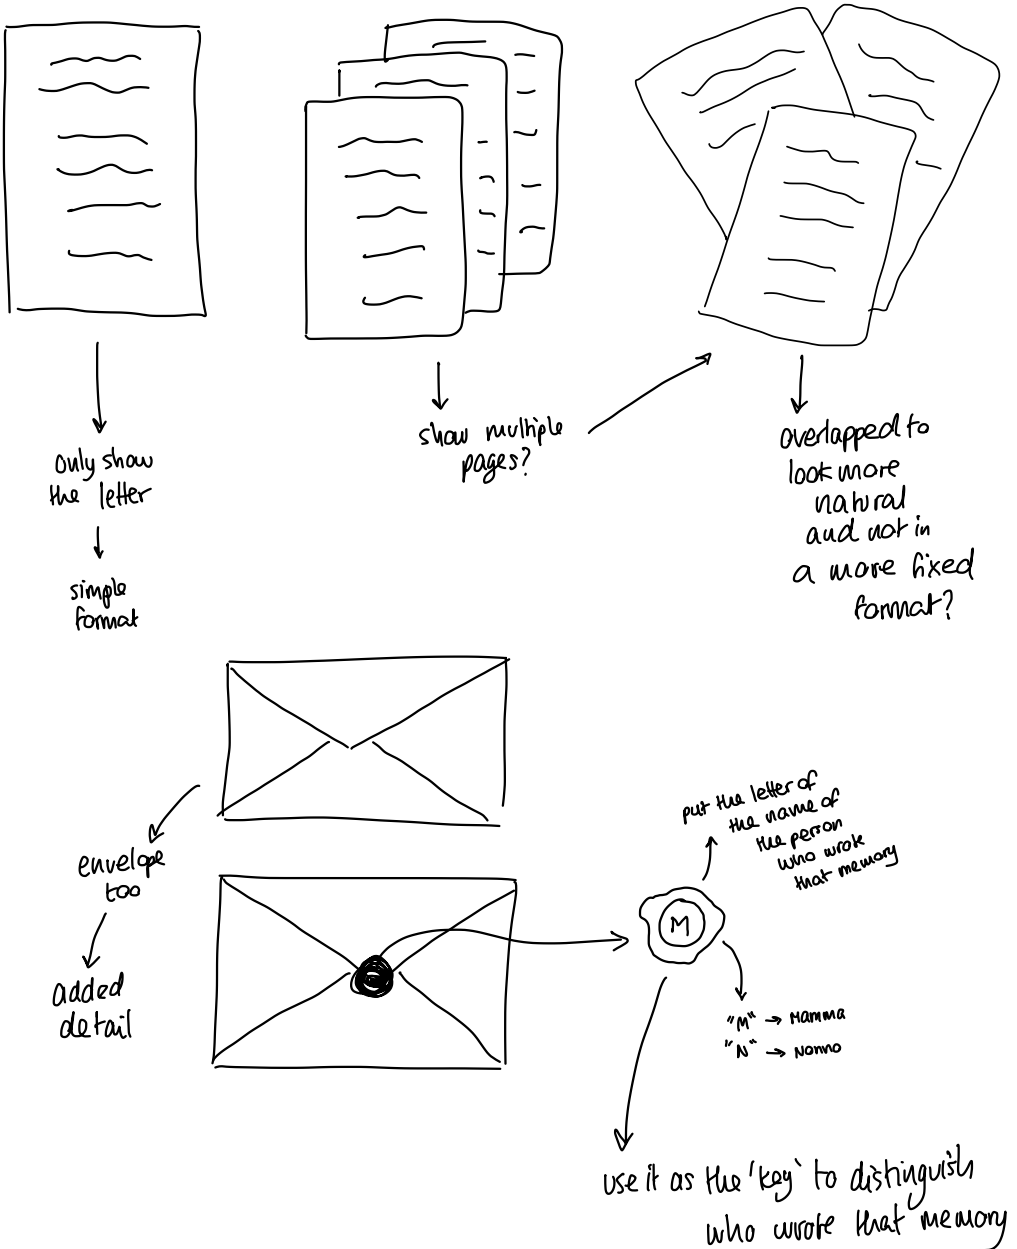 only show
the letter
simple
format
show multiple
pages?
overlapped to
look more
natural
and not in
a more fixed
format?
envelope
too
added
detail
put the letter of
the name of
the person
who wrote
that memory
M
"M" → Mamma
"N" → Nonno
use it as the 'key' to distinguish
who wrote that memory